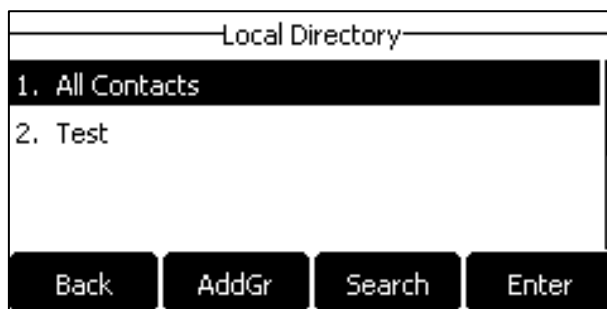 Local Directory
1. All Contacts
2. Test
Back AddGr Search Enter